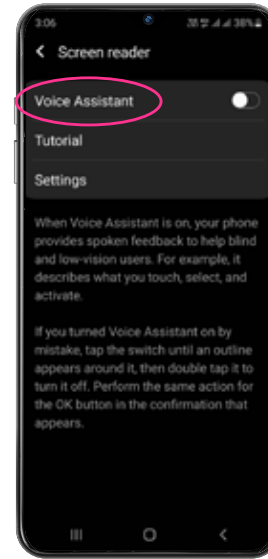 3:06 38%
Screen reader
Voice Assistant
Tutorial
Settings
When Voice Assistant is on, your phone
provides spoken feedback to help blind
and low-vision users. For example, it
describes what you touch, select, and
activate.
If you turned Voice Assistant on by
mistake, tap the switch until an outline
appears around it, then double tap it to
turn it off. Perform the same action for
the OK button in the confirmation that
appears.